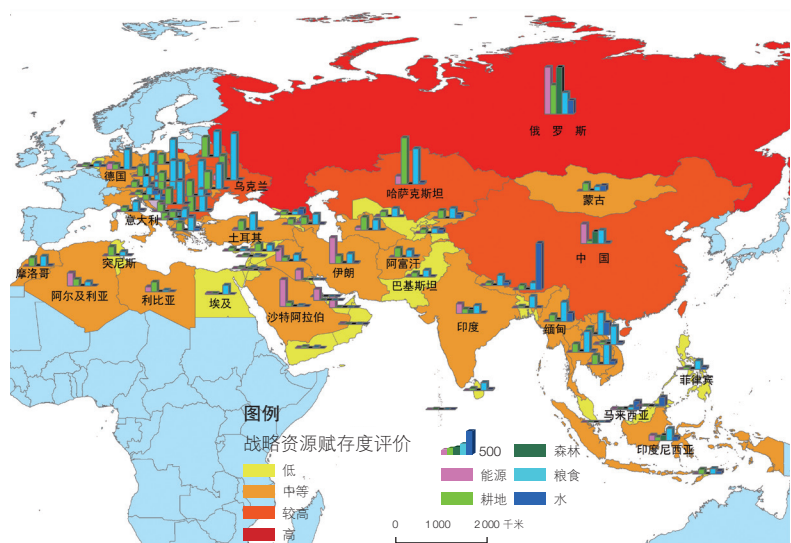 俄罗斯
德国
乌克兰
哈萨克斯坦
蒙古
意大利
土耳其
中国
突尼斯
摩洛哥
伊朗
阿富汗
阿尔及利亚
利比亚
埃及
沙特阿拉伯
巴基斯坦
印度
缅甸
菲律宾
马来西亚
印度尼西亚
图例
战略资源赋存度评价
低
中等
较高
高
500
能源
耕地
森林
粮食
水
0 1 000 2 000 千米